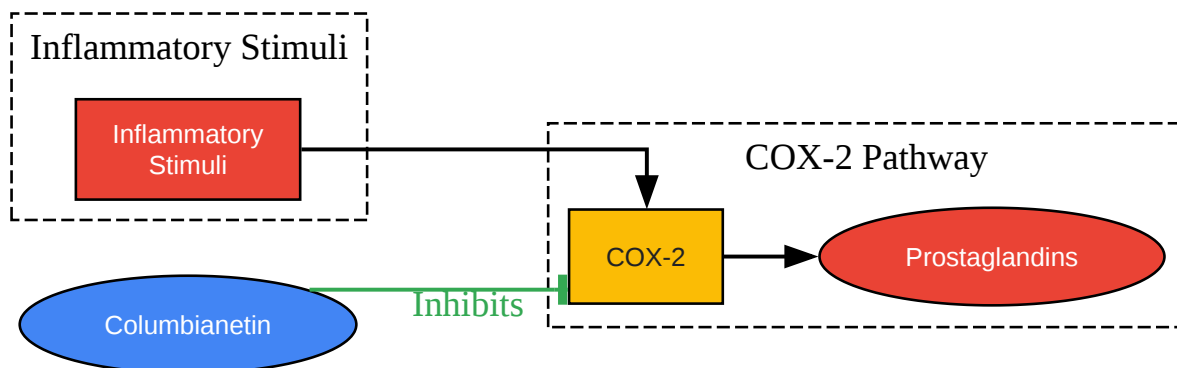 Inflammatory Stimuli
Inflammatory
Stimuli
COX-2 Pathway
COX-2
Prostaglandins
Inhibits
Columbianetin